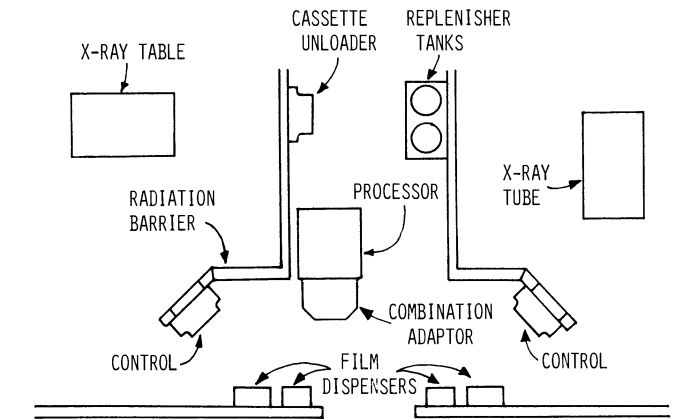 CASSETTE
UNLOADER
REPLENISHER
TANKS
X-RAY TABLE
X-RAY
TUBE
RADIATION
BARRIER
PROCESSOR
COMBINATION
ADAPTOR
CONTROL
FILM
DISPENSERS
CONTROL